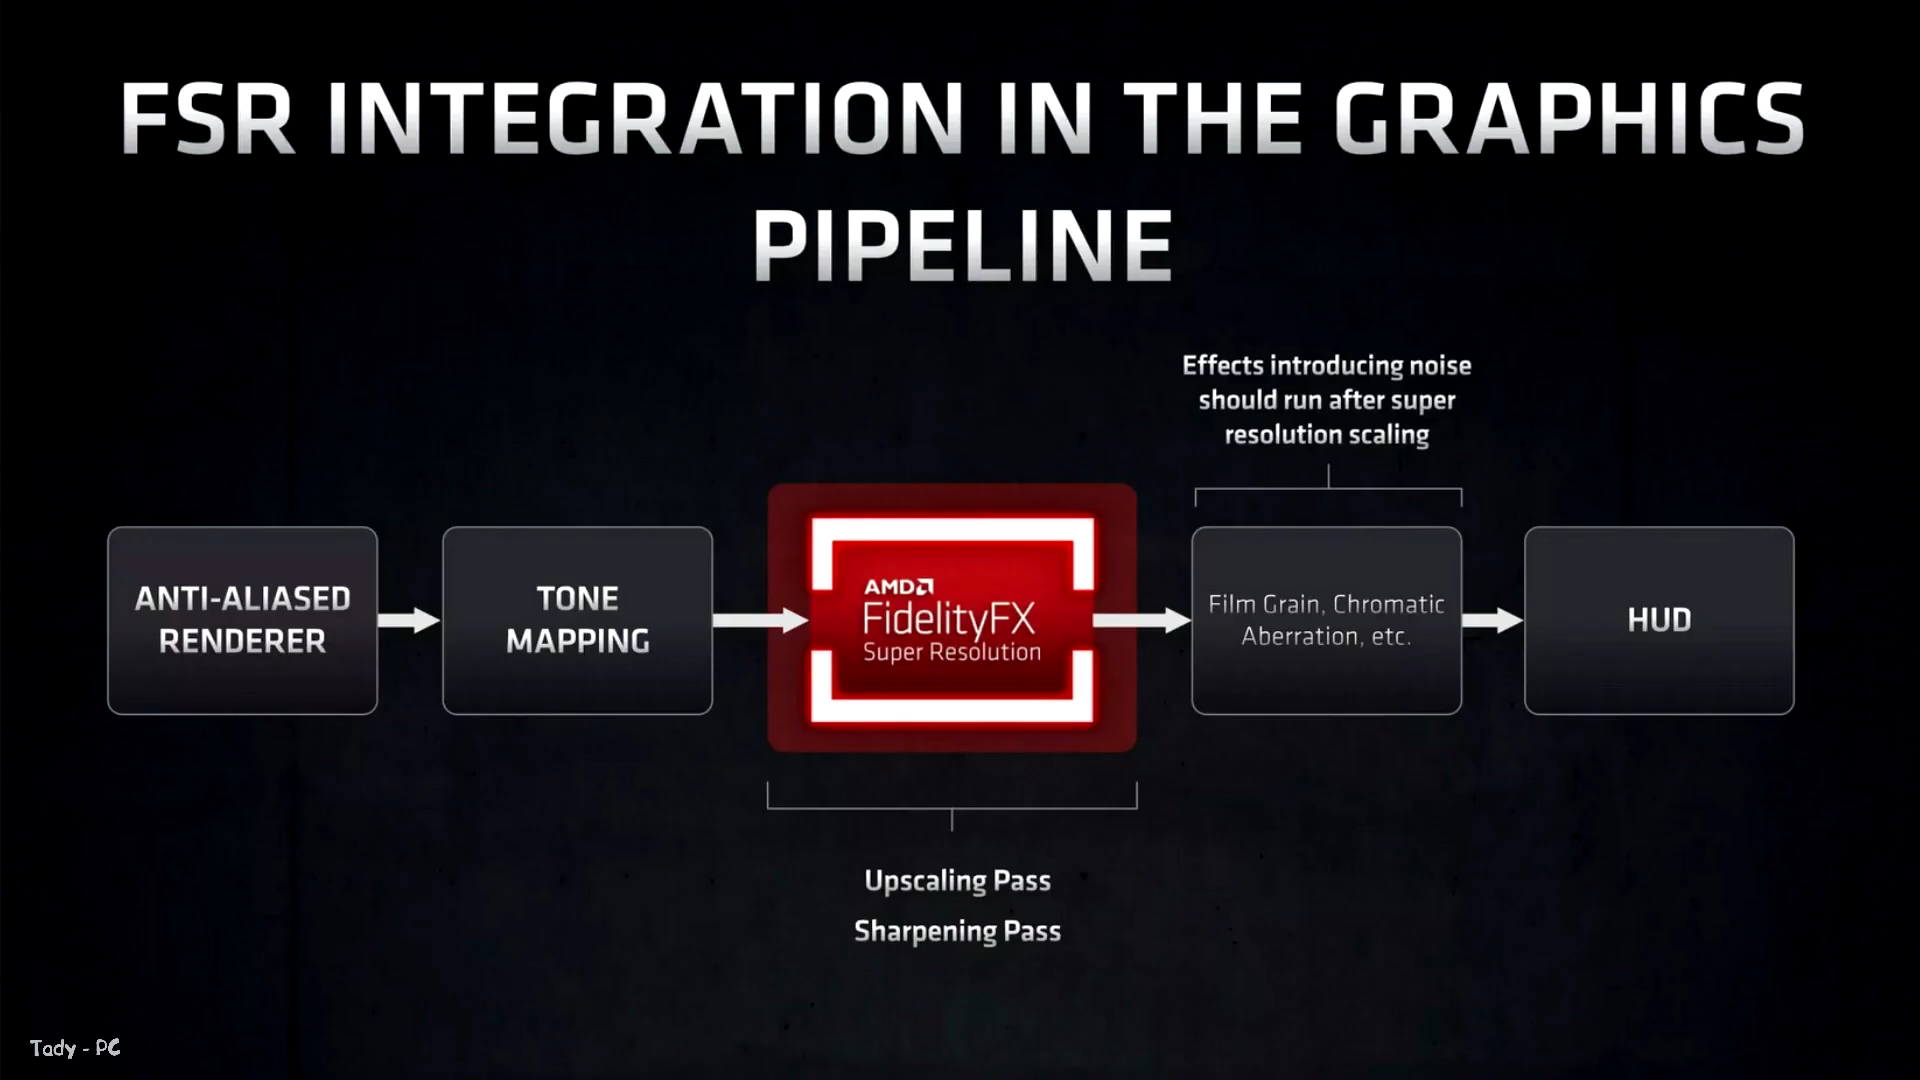 FSR INTEGRATION IN THE GRAPHICS
PIPELINE
Effects introducing noise
should run after super
resolution scaling
ANTI-ALIASED
RENDERER
TONE
MAPPING
AMD
FidelityFX
Super Resolution
Film Grain, Chromatic
Aberration, etc.
HUD
Upscaling Pass
Sharpening Pass
Tady - PC